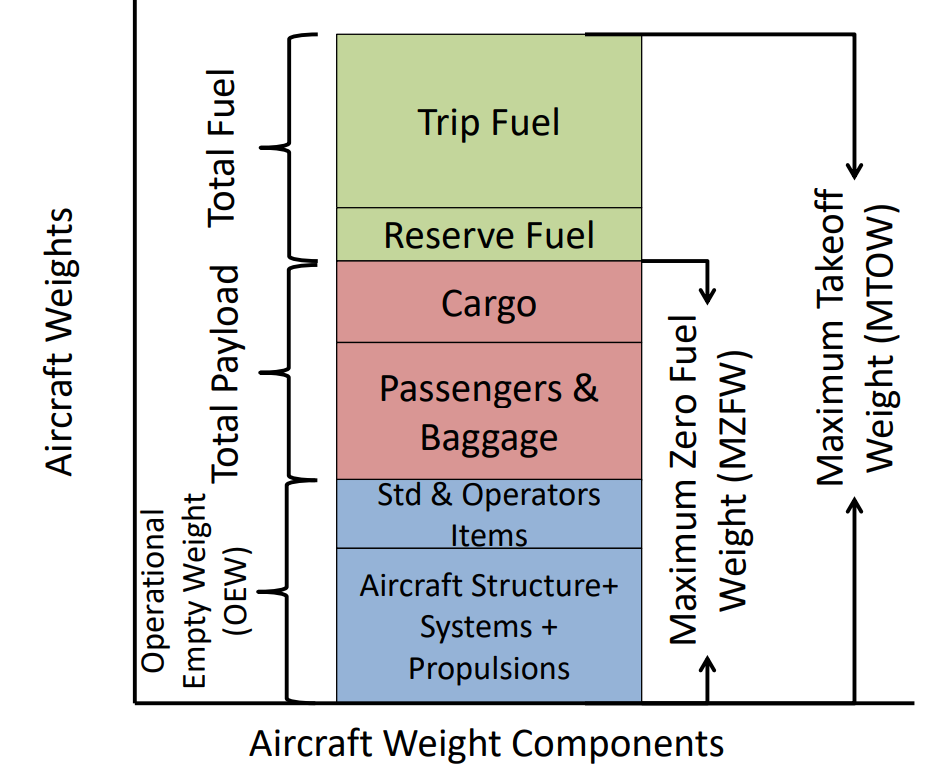 Aircraft Weights
Total Fuel
Total Payload
Operational
Empty Weight
(OEW)
Trip Fuel
Reserve Fuel
Cargo
Passengers &
Baggage
Std & Operators
Items
Aircraft Structure+
Systems +
Propulsions
Maximum Zero Fuel
Weight (MZFW)
Maximum Takeoff
Weight (MTOW)
Aircraft Weight Components